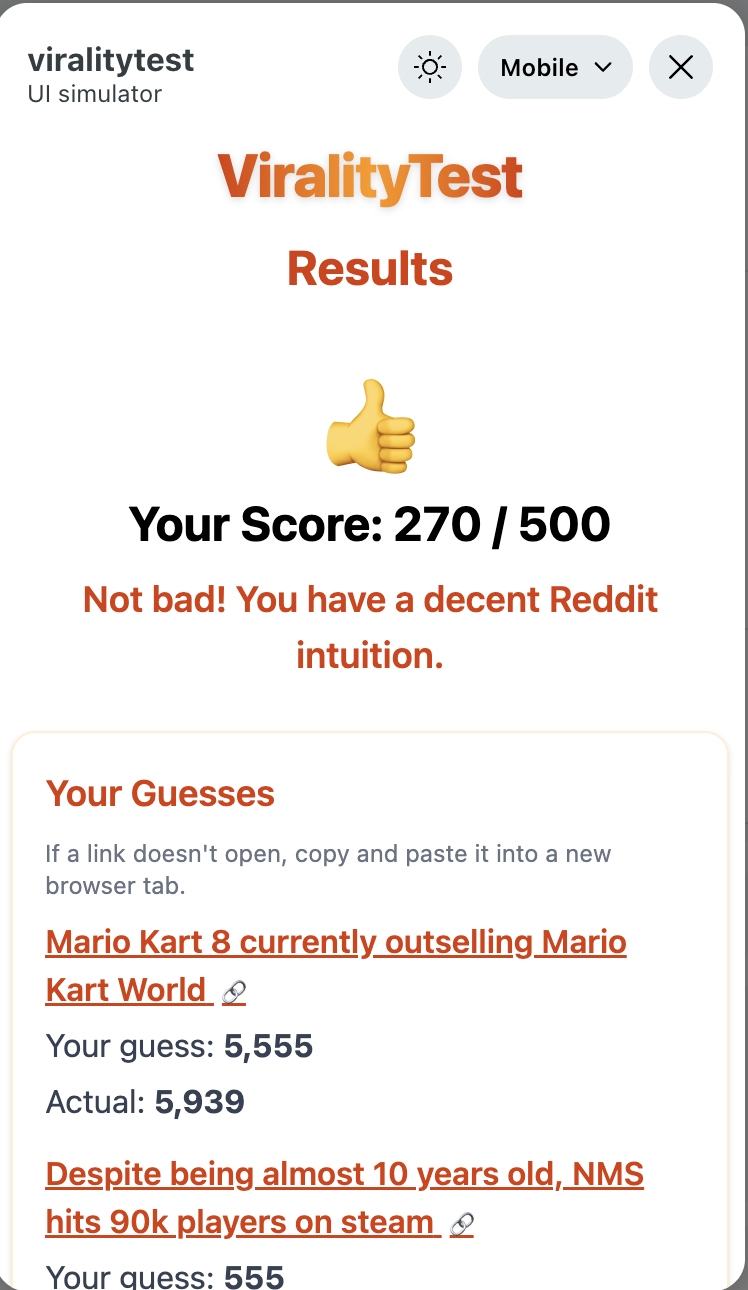 viralitytest
UI simulator
Mobile
ViralityTest
Results
Your Score: 270 / 500
Not bad! You have a decent Reddit
intuition.
Your Guesses
If a link doesn't open, copy and paste it into a new
browser tab.
Mario Kart 8 currently outselling Mario
Kart World
Your guess: 5,555
Actual: 5,939
Despite being almost 10 years old, NMS
hits 90k players on steam
Your guess: 555